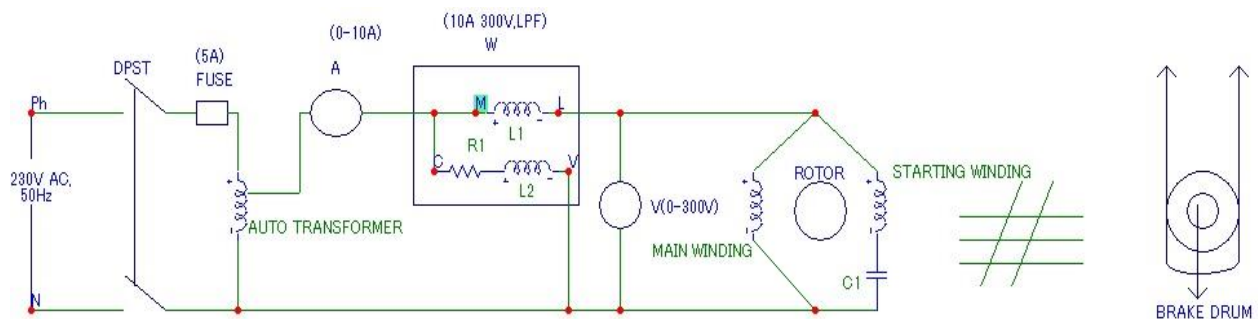 (10A 300V,LPF)
W
(0-10A)
A
(5A)
FUSE
DPST
Ph
M
L
+
-
L1
R1
C
V
+
-
L2
230V AC,
50Hz
+
-
AUTO TRANSFORMER
V(0-300V)
+
-
MAIN WINDING
ROTOR
STARTING WINDING
+
-
C1
N
BRAKE DRUM